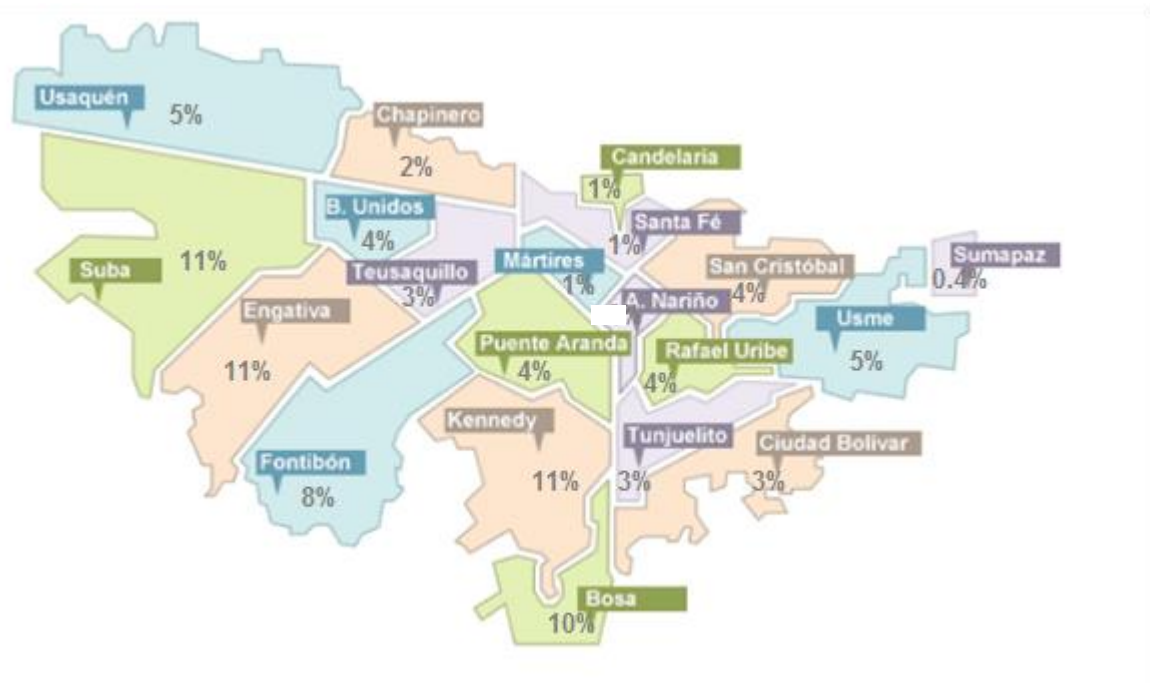 Usaquén
5%
Chapinero
2%
Candelaria
1%
B. Unidos
4%
Santa Fé
1%
Suba
11%
Teusaquillo
3%
Mártires
1%
San Cristóbal
4%
Sumapaz
0.4%
Engativa
11%
A. Nariño
Usme
5%
Puente Aranda
4%
Rafael Uribe
4%
Kennedy
11%
Tunjuelito
3%
Ciudad Bolivar
3%
Fontibón
8%
Bosa
10%